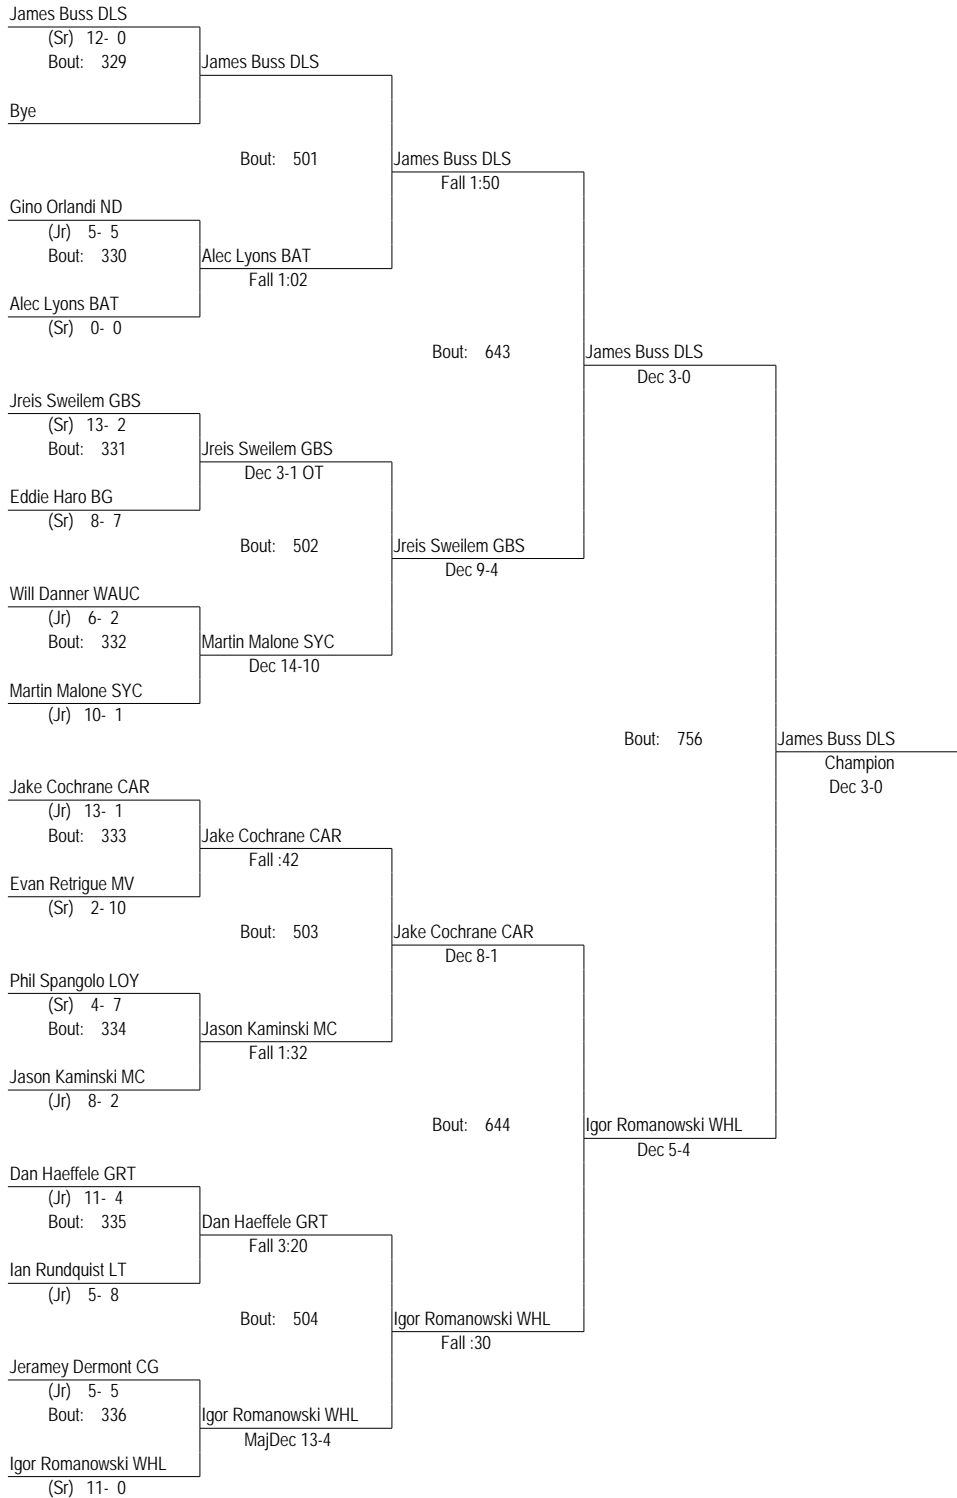 James Buss DLS
(Sr) 12- 0
Bout: 329
James Buss DLS
Bye
Bout: 501
James Buss DLS
Fall 1:50
Gino Orlandi ND
(Jr) 5- 5
Bout: 330
Alec Lyons BAT
Fall 1:02
Alec Lyons BAT
(Sr) 0- 0
Bout: 643
James Buss DLS
Dec 3-0
Jreis Sweilem GBS
(Sr) 13- 2
Bout: 331
Jreis Sweilem GBS
Dec 3-1 OT
Eddie Haro BG
(Sr) 8- 7
Bout: 502
Jreis Sweilem GBS
Dec 9-4
Will Danner WAUC
(Jr) 6- 2
Bout: 332
Martin Malone SYC
Dec 14-10
Martin Malone SYC
(Jr) 10- 1
Bout: 756
James Buss DLS
Champion
Dec 3-0
Jake Cochrane CAR
(Jr) 13- 1
Bout: 333
Jake Cochrane CAR
Fall :42
Evan Retrigue MV
(Sr) 2- 10
Bout: 503
Jake Cochrane CAR
Dec 8-1
Phil Spangolo LOY
(Sr) 4- 7
Bout: 334
Jason Kaminski MC
Fall 1:32
Jason Kaminski MC
(Jr) 8- 2
Bout: 644
Igor Romanowski WHL
Dec 5-4
Dan Haeffele GRT
(Jr) 11- 4
Bout: 335
Dan Haeffele GRT
Fall 3:20
Ian Rundquist LT
(Jr) 5- 8
Bout: 504
Igor Romanowski WHL
Fall :30
Jeramey Dermont CG
(Jr) 5- 5
Bout: 336
Igor Romanowski WHL
MajDec 13-4
Igor Romanowski WHL
(Sr) 11- 0